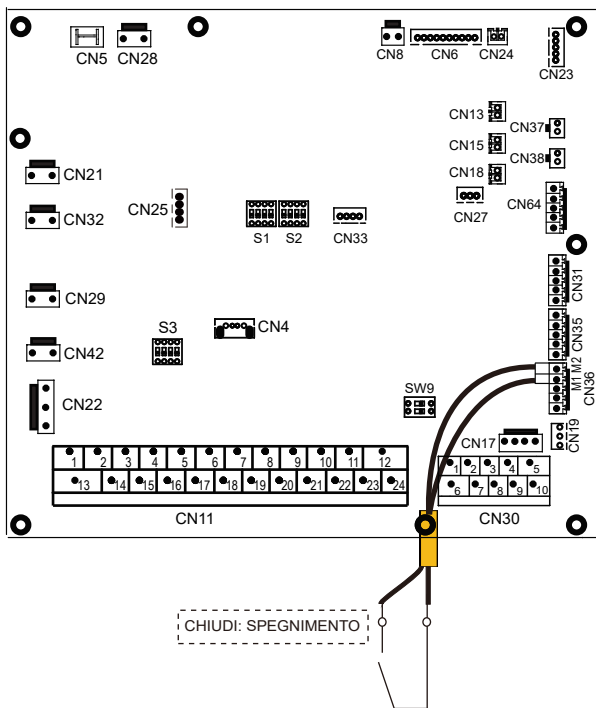 CN5
CN28
CN8
CN6
CN24
CN23
CN13
CN15
CN18
CN37
CN38
CN27
CN64
CN21
CN32
CN25
S1
S2
CN33
CN31
CN29
CN42
S3
CN4
CN35
CN22
SW9
M1
M2
CN36
CN17
CN19
1 2 3 4 5 6 7 8 9 10 11 12
13 14 15 16 17 18 19 20 21 22 23 24
CN11
1 2 3 4 5
6 7 8 9 10
CN30
CHIUDI: SPEGNIMENTO